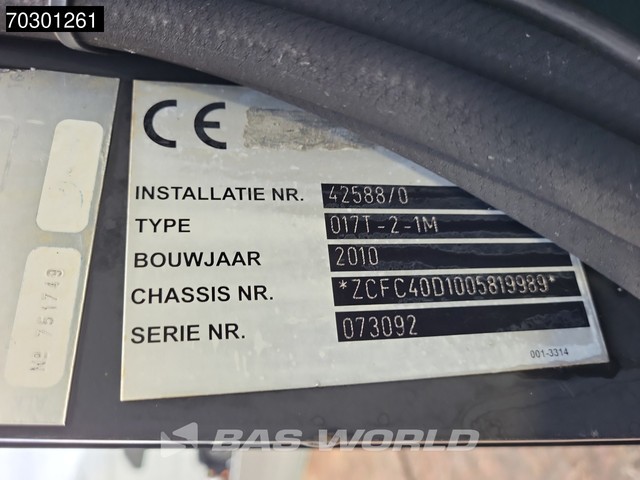 70301261
CE
INSTALLATIE NR. 42588/0
TYPE 017T-2-1M
BOUWJAAR 2010
CHASSIS NR. *ZCFC40D1005819989*
SERIE NR. 073092
001-3314
Nº 751749
BAS WORLD